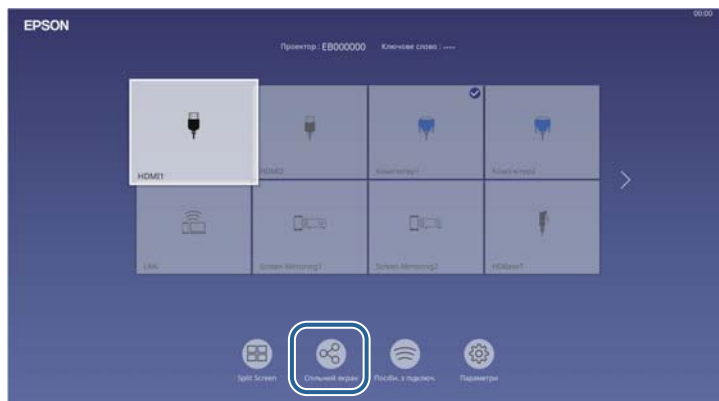 00:00
EPSON
Проектор : EB000000 Ключове слово : ----
HDMI1
HDMI2
Комп'ютер1
Комп'ютер2
LAN
Screen Mirroring1
Screen Mirroring2
HDBaseT
Split Screen
Спільний екран
Посібн. з підключ.
Параметри